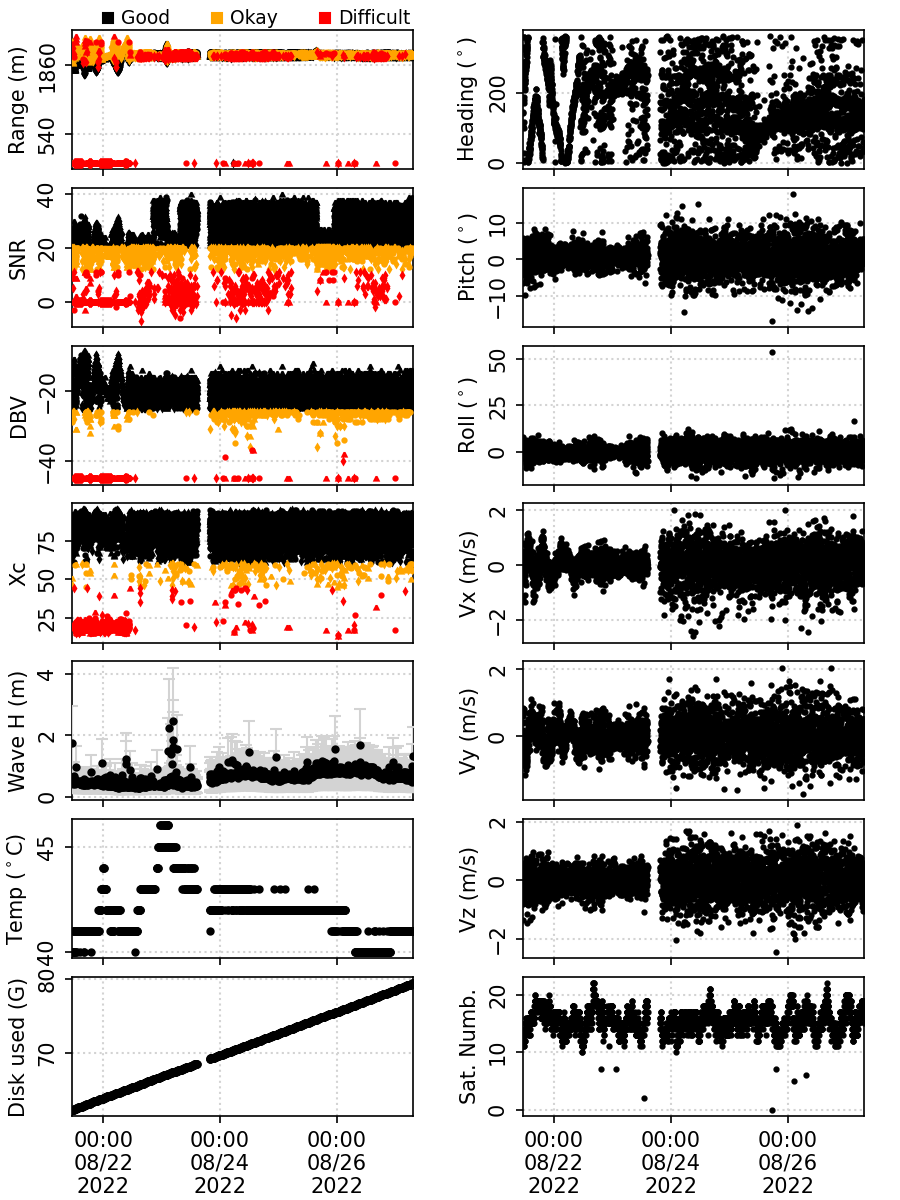 Good Okay Difficult
Range (m)
1860
540
Heading (°)
200
0
SNR
40
20
0
Pitch (°)
10
0
−10
DBV
−20
−40
Roll (°)
50
25
0
Xc
75
50
25
Vx (m/s)
2
0
−2
Wave H (m)
4
2
0
Vy (m/s)
2
0
Temp (°C)
45
40
Vz (m/s)
2
0
−2
Disk used (G)
80
70
Sat. Numb.
20
10
0
00:00 00:00 00:00
08/22 08/24 08/26
2022 2022 2022
00:00 00:00 00:00
08/22 08/24 08/26
2022 2022 2022